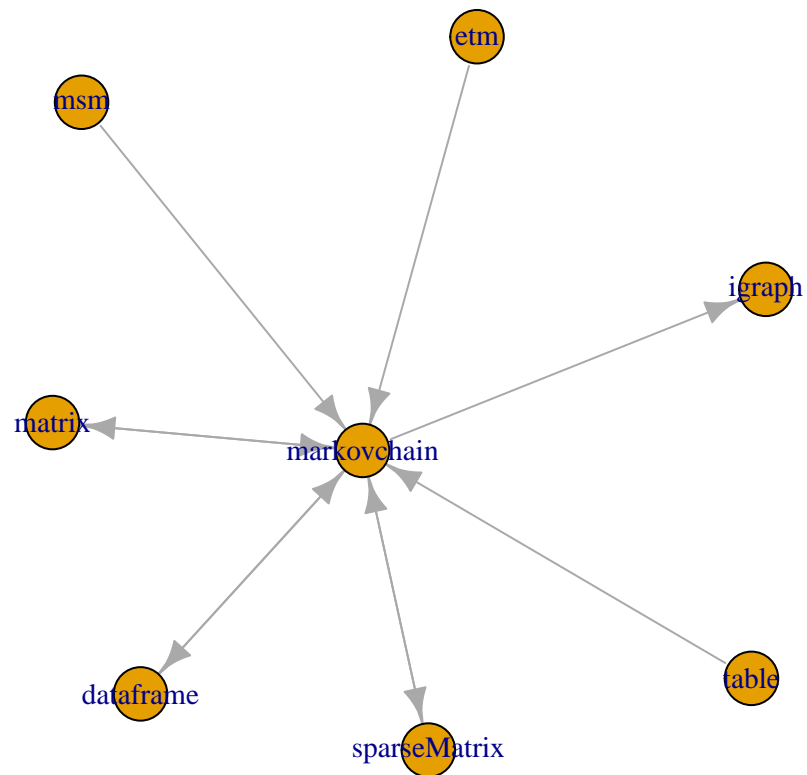 etm
msm
igraph
matrix
markovchain
table
dataframe
sparseMatrix